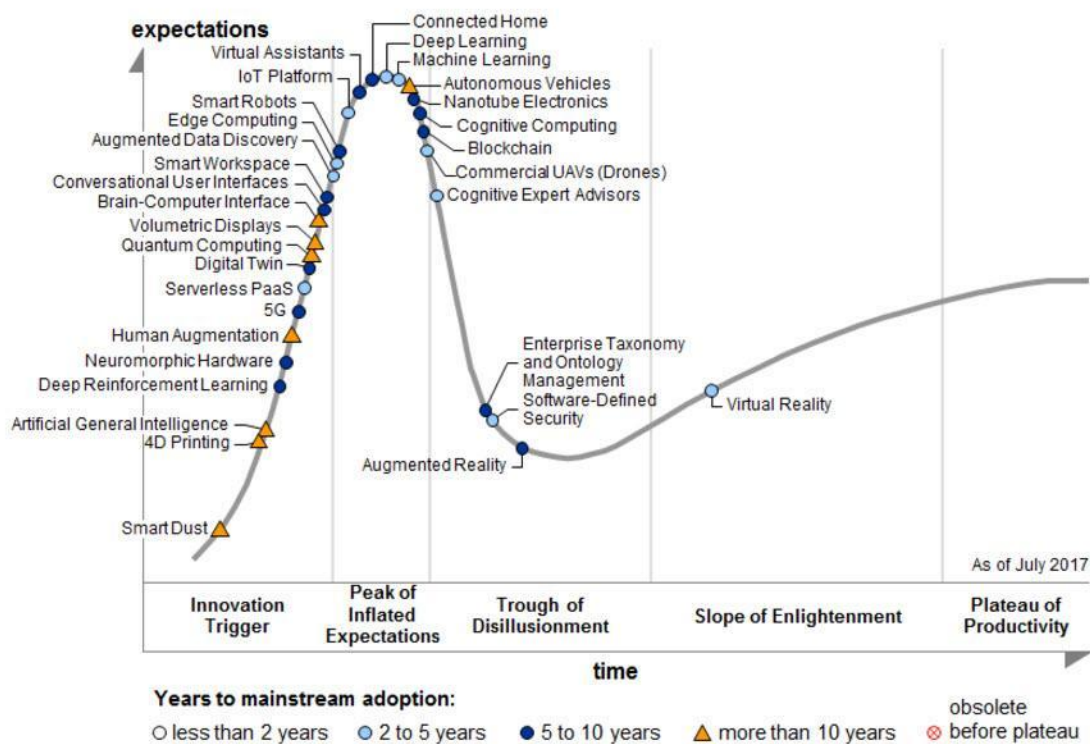 expectations
Connected Home
Deep Learning
Virtual Assistants
Machine Learning
IoT Platform
Autonomous Vehicles
Smart Robots
Nanotube Electronics
Edge Computing
Cognitive Computing
Augmented Data Discovery
Blockchain
Smart Workspace
Commercial UAVs (Drones)
Conversational User Interfaces
Cognitive Expert Advisors
Brain-Computer Interface
Volumetric Displays
Quantum Computing
Digital Twin
Serverless PaaS
5G
Human Augmentation
Neuromorphic Hardware
Deep Reinforcement Learning
Artificial General Intelligence
4D Printing
Smart Dust
Enterprise Taxonomy
and Ontology
Management
Software-Defined
Security
Augmented Reality
Virtual Reality
As of July 2017
Innovation
Trigger
Peak of
Inflated
Expectations
Trough of
Disillusionment
Slope of Enlightenment
Plateau of
Productivity
time
Years to mainstream adoption:
less than 2 years
2 to 5 years
5 to 10 years
more than 10 years
obsolete
before plateau